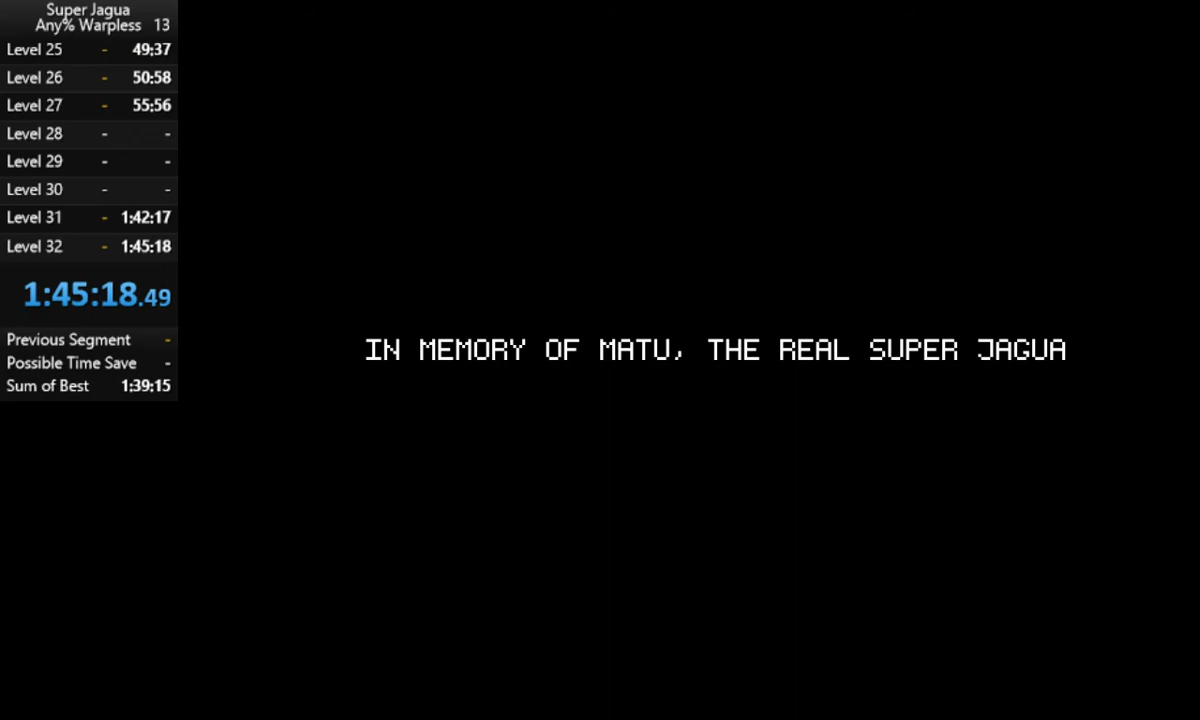 Super Jagua
Any% Warpless 13
Level 25 - 49:37
Level 26 - 50:58
Level 27 - 55:56
Level 28 - -
Level 29 - -
Level 30 - -
Level 31 - 1:42:17
Level 32 - 1:45:18
1:45:18.49
Previous Segment -
Possible Time Save -
Sum of Best 1:39:15
IN MEMORY OF MATU, THE REAL SUPER JAGUA